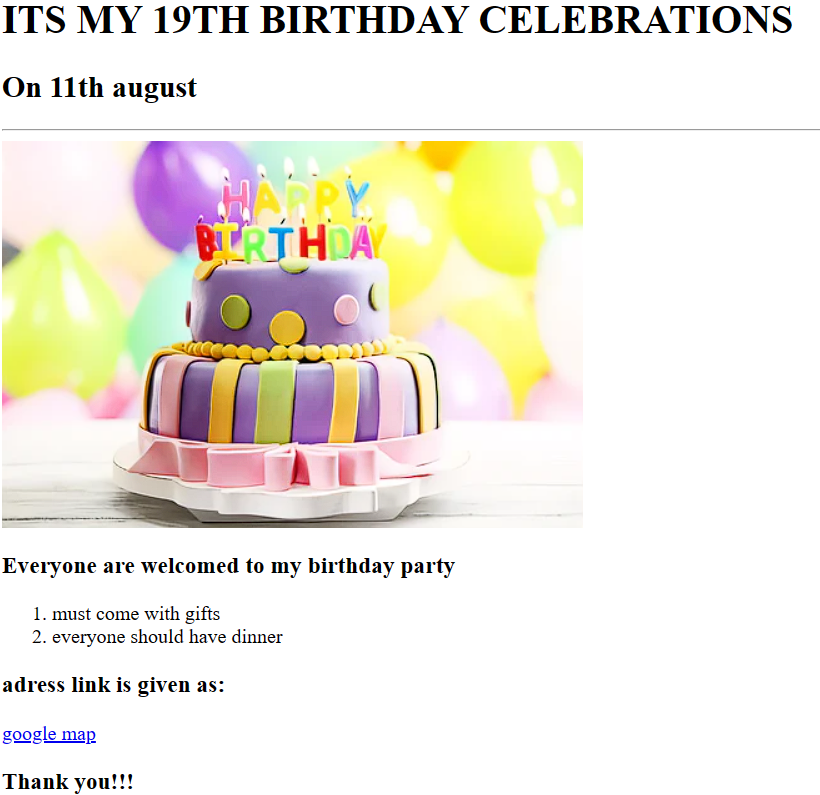 ITS MY 19TH BIRTHDAY CELEBRATIONS
On 11th august
HAPPY
BIRTHDAY
Everyone are welcomed to my birthday party
1. must come with gifts
2. everyone should have dinner
adress link is given as:
google map
Thank you!!!